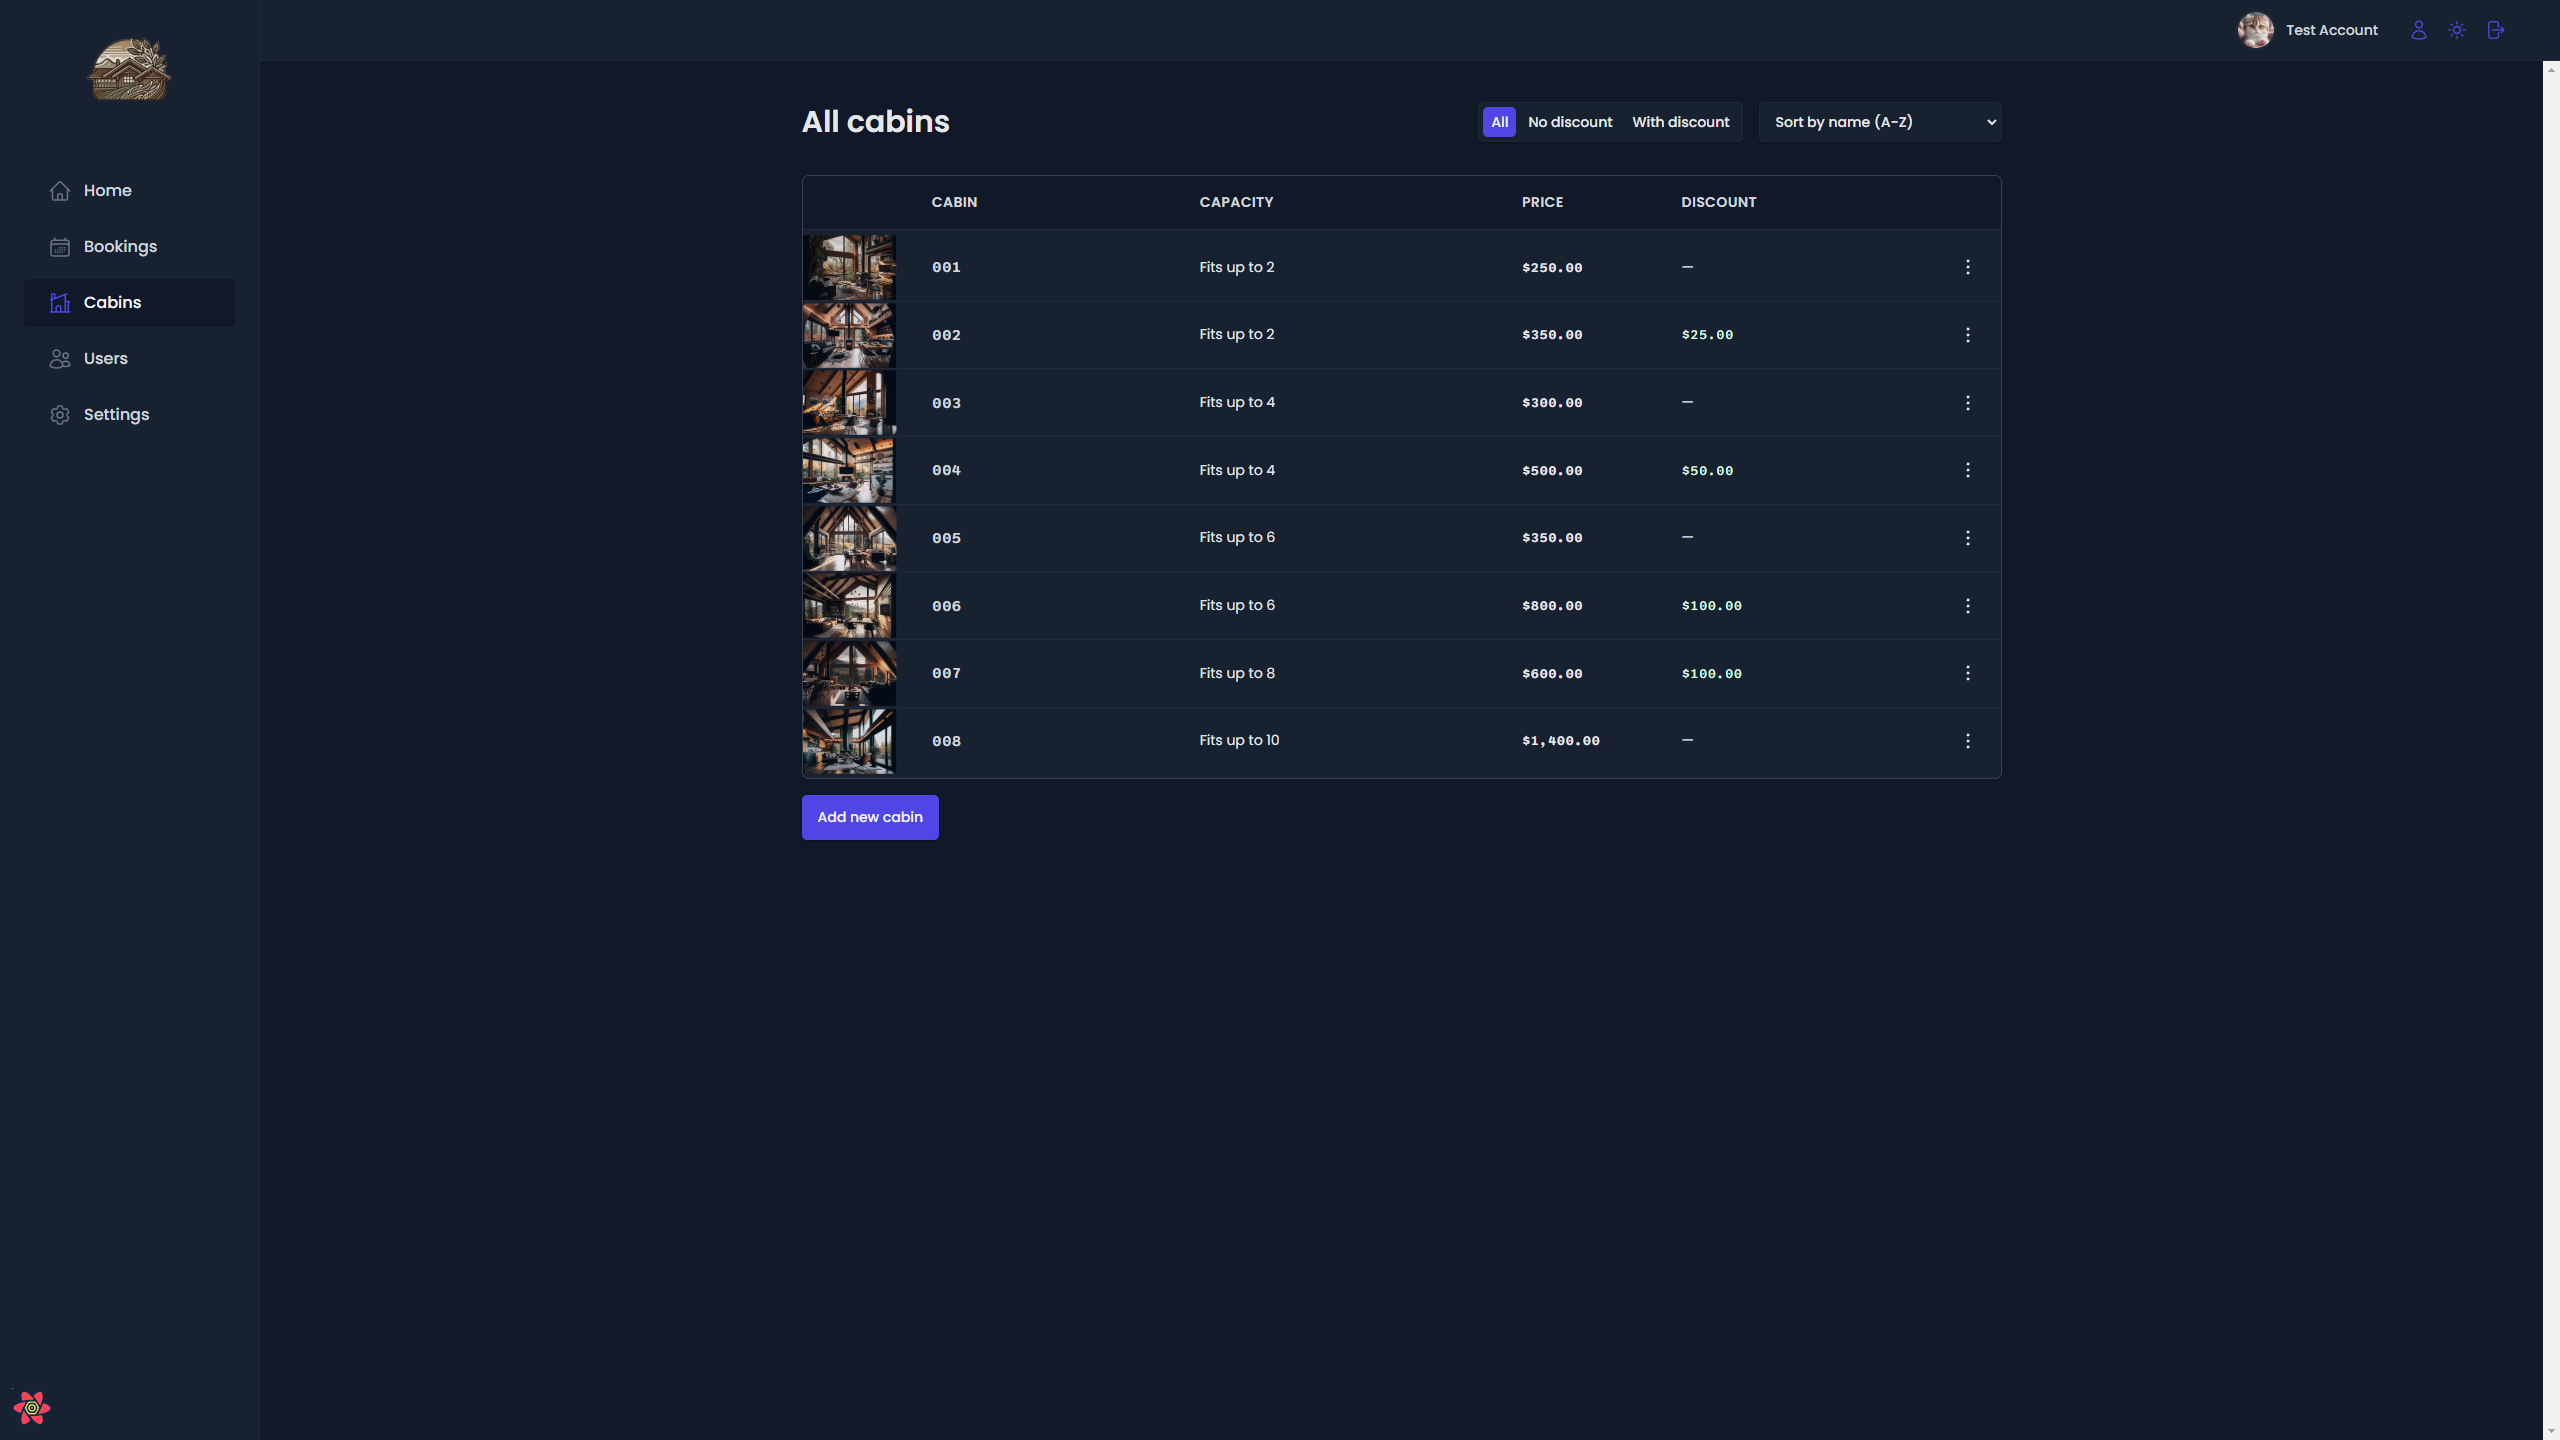 Test Account
Home
Bookings
Cabins
Users
Settings
All cabins
All No discount With discount Sort by name (A-Z)
CABIN CAPACITY PRICE DISCOUNT
001 Fits up to 2 $250.00 —
002 Fits up to 2 $350.00 $25.00
003 Fits up to 4 $300.00 —
004 Fits up to 4 $500.00 $50.00
005 Fits up to 6 $350.00 —
006 Fits up to 6 $800.00 $100.00
007 Fits up to 8 $600.00 $100.00
008 Fits up to 10 $1,400.00 —
Add new cabin